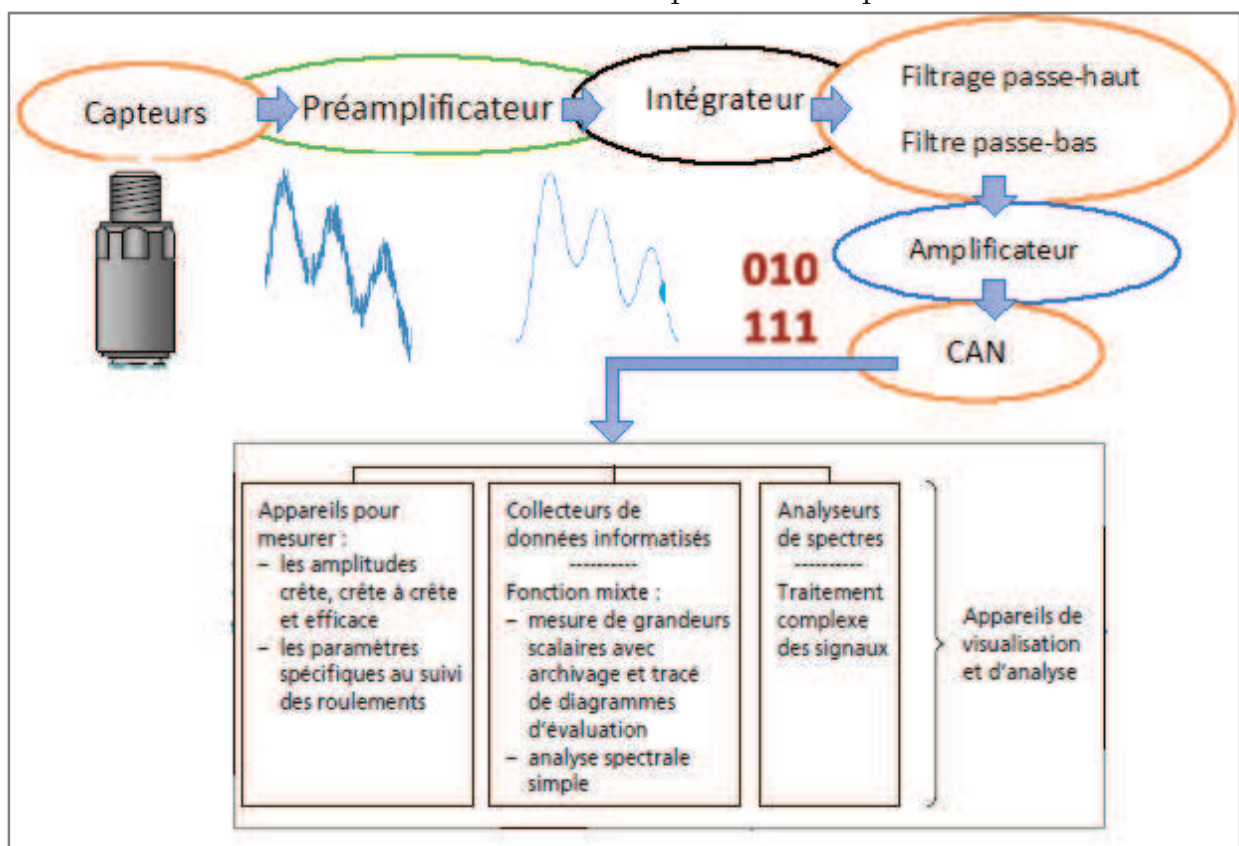 Capteurs
Préamplificateur
Intégrateur
Filtrage passe-haut
Filtre passe-bas
Amplificateur
010
111
CAN
Appareils pour
mesurer :
– les amplitudes
crête, crête à crête
et efficace
– les paramètres
spécifiques au suivi
des roulements
Collecteurs de
données informatisés
----------
Fonction mixte :
– mesure de grandeurs
scalaires avec
archivage et tracé
de diagrammes
d'évaluation
– analyse spectrale
simple
Analyseurs
de spectres
----------
Traitement
complexe
des signaux
Appareils de
visualisation
et d'analyse